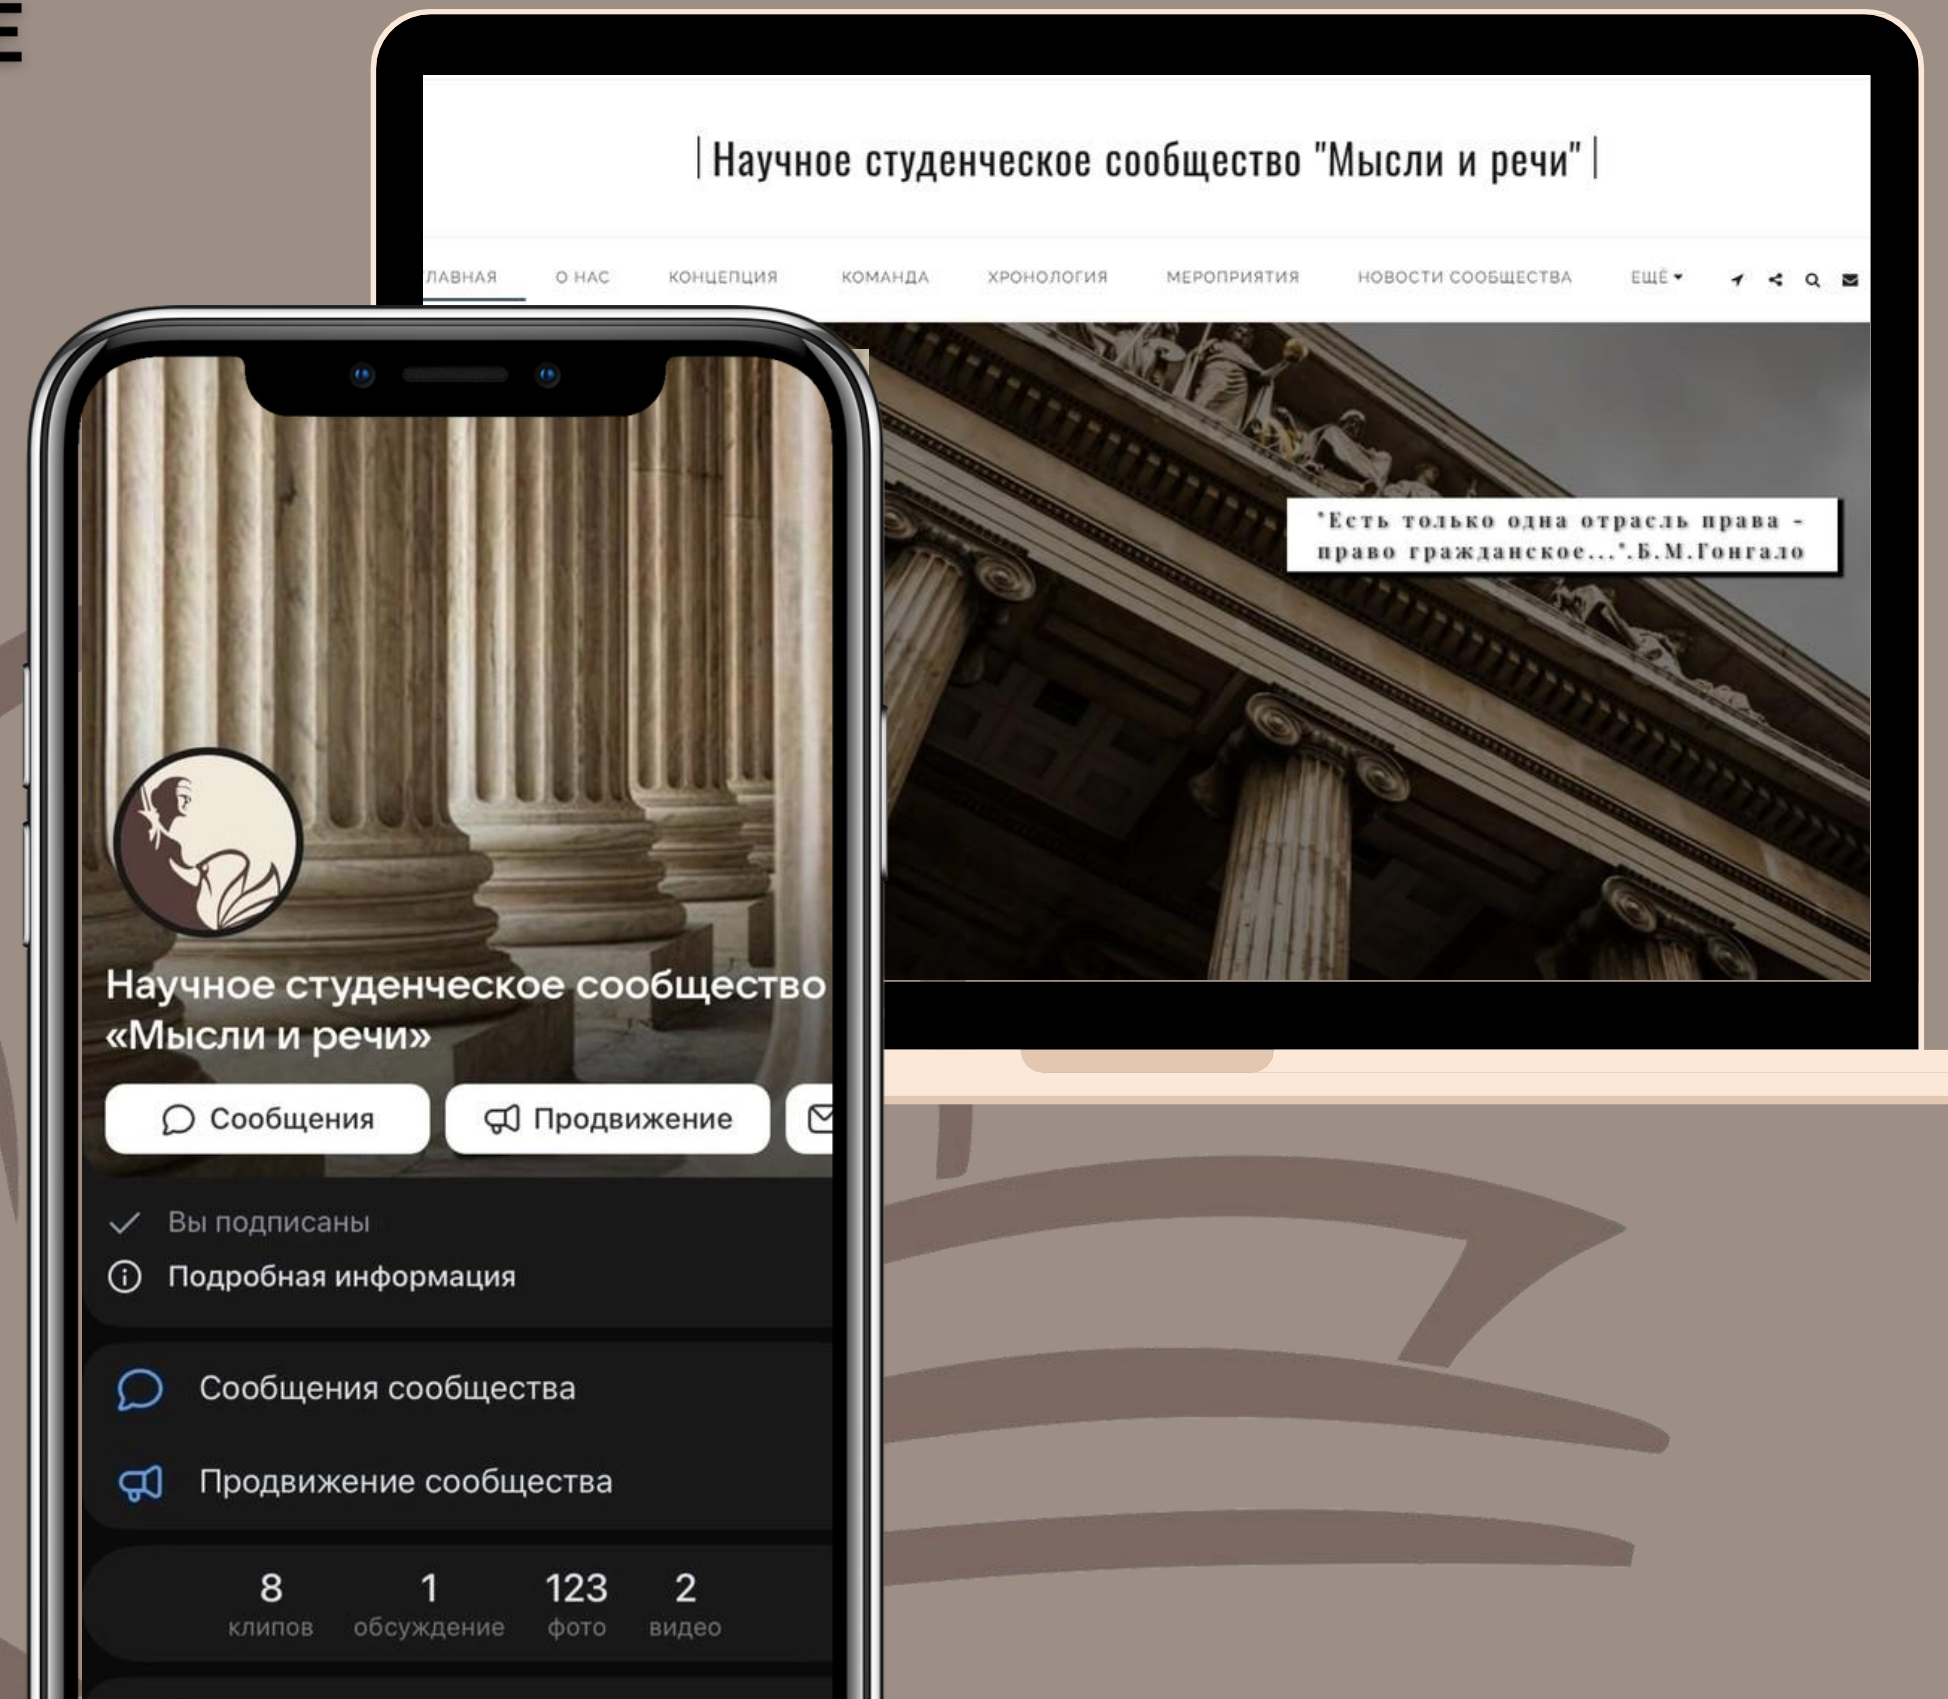 Е
| Научное студенческое сообщество "Мысли и речи" |
ГЛАВНАЯ О НАС КОНЦЕПЦИЯ КОМАНДА ХРОНОЛОГИЯ МЕРОПРИЯТИЯ НОВОСТИ СООБЩЕСТВА ЕЩЁ
"Есть только одна отрасль права -
право гражданское...".Б.М.Гонгало
Научное студенческое сообщество
«Мысли и речи»
Сообщения Продвижение
Вы подписаны
Подробная информация
Сообщения сообщества
Продвижение сообщества
8 1 123 2
клипов обсуждение фото видео